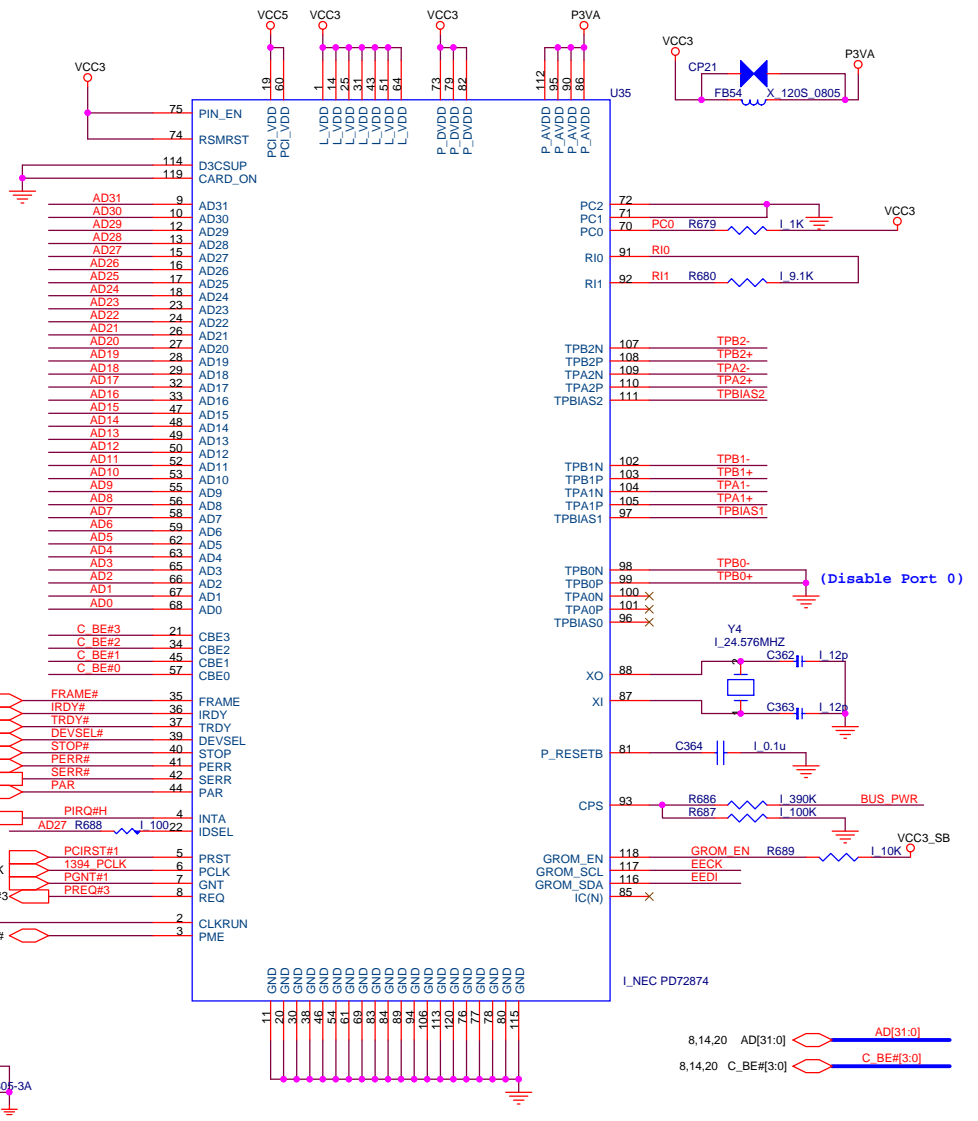 VCC5 VCC3 VCC3 P3VA
VCC3 P3VA
CP21
FB54 X_120S_0805
VCC3
19 60 1 14 25 31 43 51 64 73 79 82 112 95 90 86
U35
PCI_VDD PCI_VDD L_VDD L_VDD L_VDD L_VDD L_VDD L_VDD L_VDD P_DVDD P_DVDD P_DVDD P_AVDD P_AVDD P_AVDD P_AVDD
75 PIN_EN
74 RSMRST
114 D3CSUP
119 CARD_ON
AD31 9 AD31
AD30 10 AD30
AD29 12 AD29
AD28 13 AD28
AD27 15 AD27
AD26 16 AD26
AD25 17 AD25
AD24 18 AD24
AD23 23 AD23
AD22 24 AD22
AD21 26 AD21
AD20 27 AD20
AD19 28 AD19
AD18 29 AD18
AD17 32 AD17
AD16 33 AD16
AD15 47 AD15
AD14 48 AD14
AD13 49 AD13
AD12 50 AD12
AD11 52 AD11
AD10 53 AD10
AD9 55 AD9
AD8 56 AD8
AD7 58 AD7
AD6 59 AD6
AD5 62 AD5
AD4 63 AD4
AD3 65 AD3
AD2 66 AD2
AD1 67 AD1
AD0 68 AD0
C_BE#3 21 CBE3
C_BE#2 34 CBE2
C_BE#1 45 CBE1
C_BE#0 57 CBE0
FRAME# 35 FRAME
IRDY# 36 IRDY
TRDY# 37 TRDY
DEVSEL# 39 DEVSEL
STOP# 40 STOP
PERR# 41 PERR
SERR# 42 SERR
PAR 44 PAR
PIRQ#H 4 INTA
AD27 R688 I_100 22 IDSEL
PCIRST#1 5 PRST
K 1394_PCLK 6 PCLK
PGNT#1 7 GNT
#3 PREQ#3 8 REQ
2 CLKRUN
# 3 PME
PC2 72
PC1 71
PC0 70 PC0 R679 I_1K VCC3
RI0 91 RI0
RI1 92 RI1 R680 I_9.1K
TPB2N 107 TPB2-
TPB2P 108 TPB2+
TPA2N 109 TPA2-
TPA2P 110 TPA2+
TPBIAS2 111 TPBIAS2
TPB1N 102 TPB1-
TPB1P 103 TPB1+
TPA1N 104 TPA1-
TPA1P 105 TPA1+
TPBIAS1 97 TPBIAS1
TPB0N 98 TPB0-
TPB0P 99 TPB0+ (Disable Port 0)
TPA0N 100
TPA0P 101
TPBIAS0 96
Y4
I_24.576MHZ
XO 88 2 C362 I_12p
XI 87 1 C363 I_12p
P_RESETB 81 C364 I_0.1u
CPS 93 R686 I_390K BUS_PWR
R687 I_100K
VCC3_SB
GROM_EN 118 GROM_EN R689 I_10K
GROM_SCL 117 EECK
GROM_SDA 116 EEDI
IC(N) 85
GND GND GND GND GND GND GND GND GND GND GND GND GND GND GND GND GND GND GND GND
I_NEC PD72874
11 20 30 38 46 54 61 69 83 84 89 94 106 113 120 76 77 78 80 115
8,14,20 AD[31:0] AD[31:0]
8,14,20 C_BE#[3:0] C_BE#[3:0]
05-3A